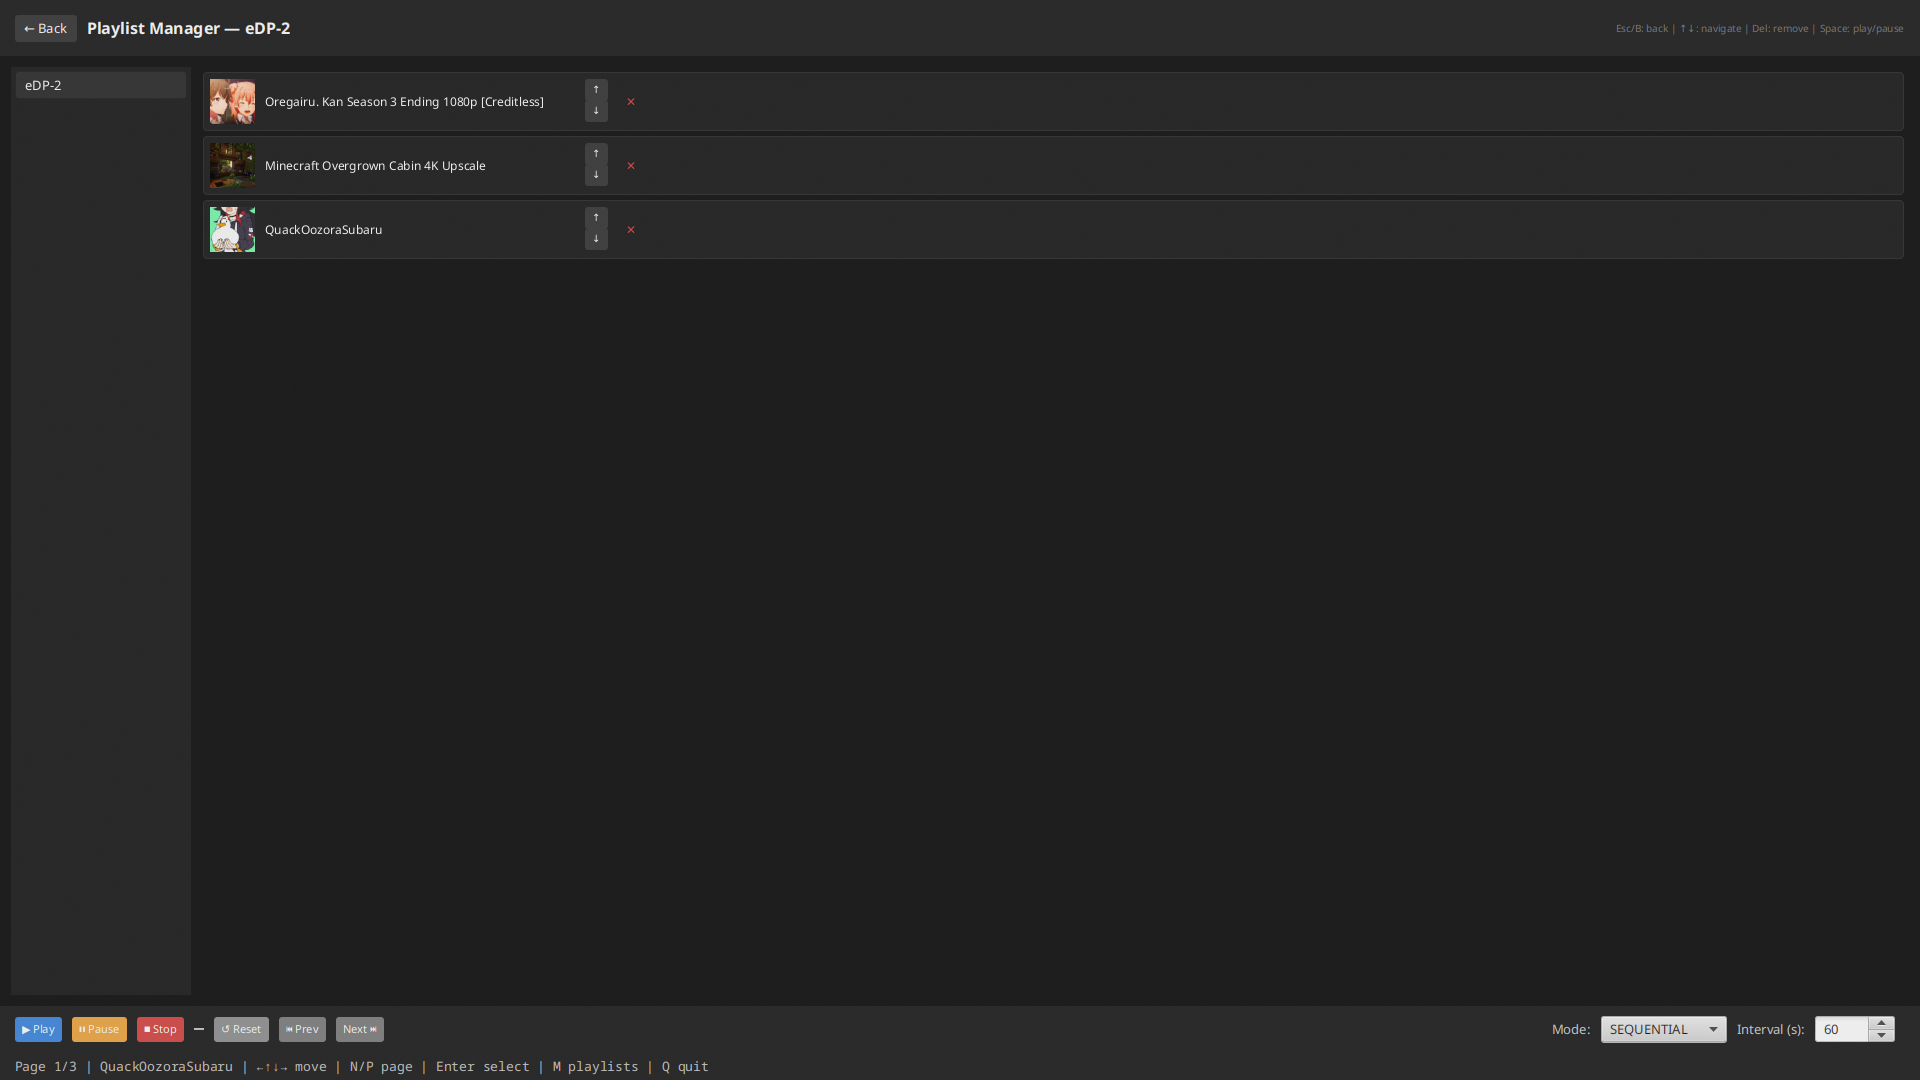 ← Back Playlist Manager — eDP-2 Esc/B: back | ↑↓: navigate | Del: remove | Space: play/pause
eDP-2
Oregairu. Kan Season 3 Ending 1080p [Creditless] ↑ ↓ ×
Minecraft Overgrown Cabin 4K Upscale ↑ ↓ ×
QuackOozoraSubaru ↑ ↓ ×
▶ Play ⏸ Pause ⏹ Stop — ↺ Reset ⏮ Prev Next ⏭ Mode: SEQUENTIAL Interval (s): 60
Page 1/3 | QuackOozoraSubaru | ←↑↓→ move | N/P page | Enter select | M playlists | Q quit